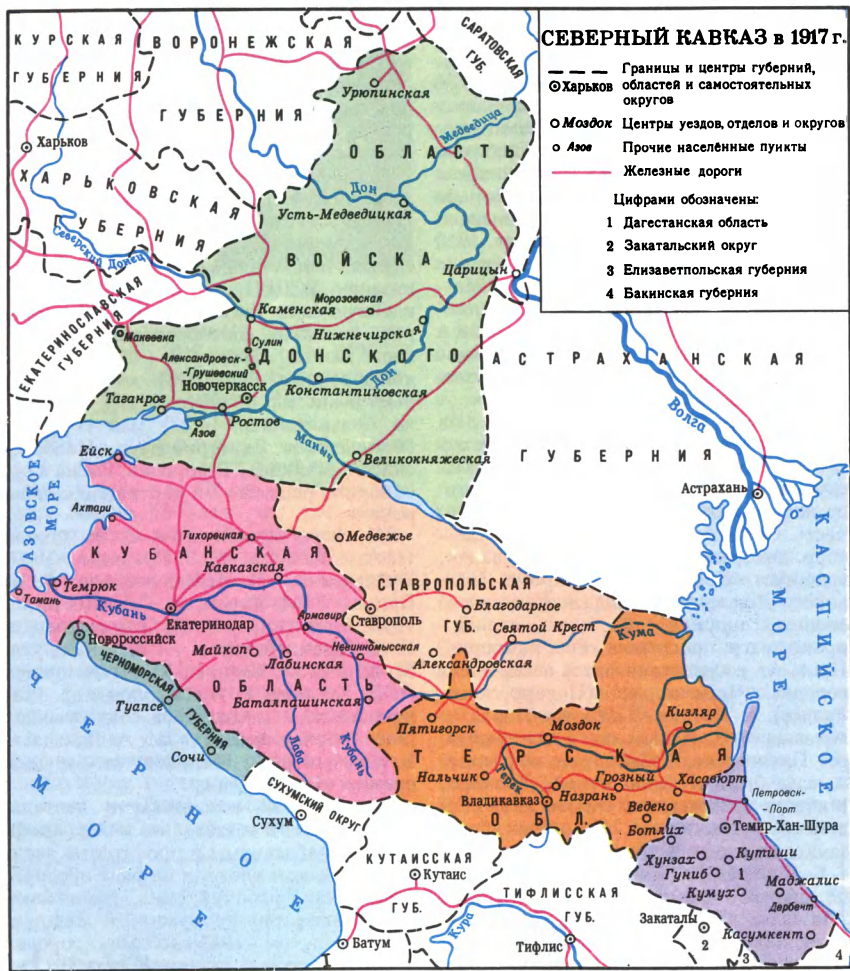 СЕВЕРНЫЙ КАВКАЗ в 1917 г.
Границы и центры губерний,
Харьков областей и самостоятельных
округов
Моздок Центры уездов, отделов и округов
Азов Прочие населённые пункты
Железные дороги
Цифрами обозначены:
1 Дагестанская область
2 Закатальский округ
3 Елизаветпольская губерния
4 Бакинская губерния
КУРСКАЯ
ГУБЕРНИЯ
ВОРОНЕЖСКАЯ
ГУБЕРНИЯ
САРАТОВСКАЯ
ГУБ.
Урюпинская
Медведица
Харьков
ОБЛАСТЬ
ХАРЬКОВСКАЯ
ГУБЕРНИЯ
Дон
Усть-Медведицкая
Северский Донец
ВОЙСКА
Царицын
Морозовская
Каменская
Нижнечирская
ЕКАТЕРИНОСЛАВСКАЯ
ГУБЕРНИЯ
Макеевка
Сулин
Александровск-
-Грушевский
ДОНСКОГО
Новочеркасск
Константиновская
Дон
АСТРАХАНСКАЯ
ГУБЕРНИЯ
Волга
Таганрог
Ростов
Азов
Маныч
Великокняжеская
Ейск
АЗОВСКОЕ
МОРЕ
Астрахань
КАСПИЙСКОЕ
МОРЕ
Ахтари
Тихорецкая
Медвежье
КУБАНСКАЯ
Кавказская
Темрюк
Тамань
Кубань
Екатеринодар
Армавир
СТАВРОПОЛЬСКАЯ
ГУБ.
Ставрополь
Благодарное
Святой Крест
Кума
Новороссийск
Майкоп
Лабинская
Невинномысская
Александровская
ЧЕРНОМОРСКАЯ
ГУБЕРНИЯ
ОБЛАСТЬ
Баталпашинская
Туапсе
Пятигорск
Моздок
Кизляр
ЧЕРНОЕ
МОРЕ
Сочи
Лаба
Кубань
ТЕРСКАЯ
ОБЛ.
Нальчик
Терек
Грозный
Хасавюрт
Владикавказ
Назрань
Петровск-
-Порт
СУХУМСКИЙ ОКРУГ
Сухум
Ведено
Ботлих
Темир-Хан-Шура
Хунзах
Кутиши
Гуниб
1
Кумух
Маджалис
Дербент
КУТАИССКАЯ
Кутаис
ГУБ.
ТИФЛИССКАЯ
ГУБ.
Закаталы
2
Касумкент
Батум
Кура
Тифлис
3
4